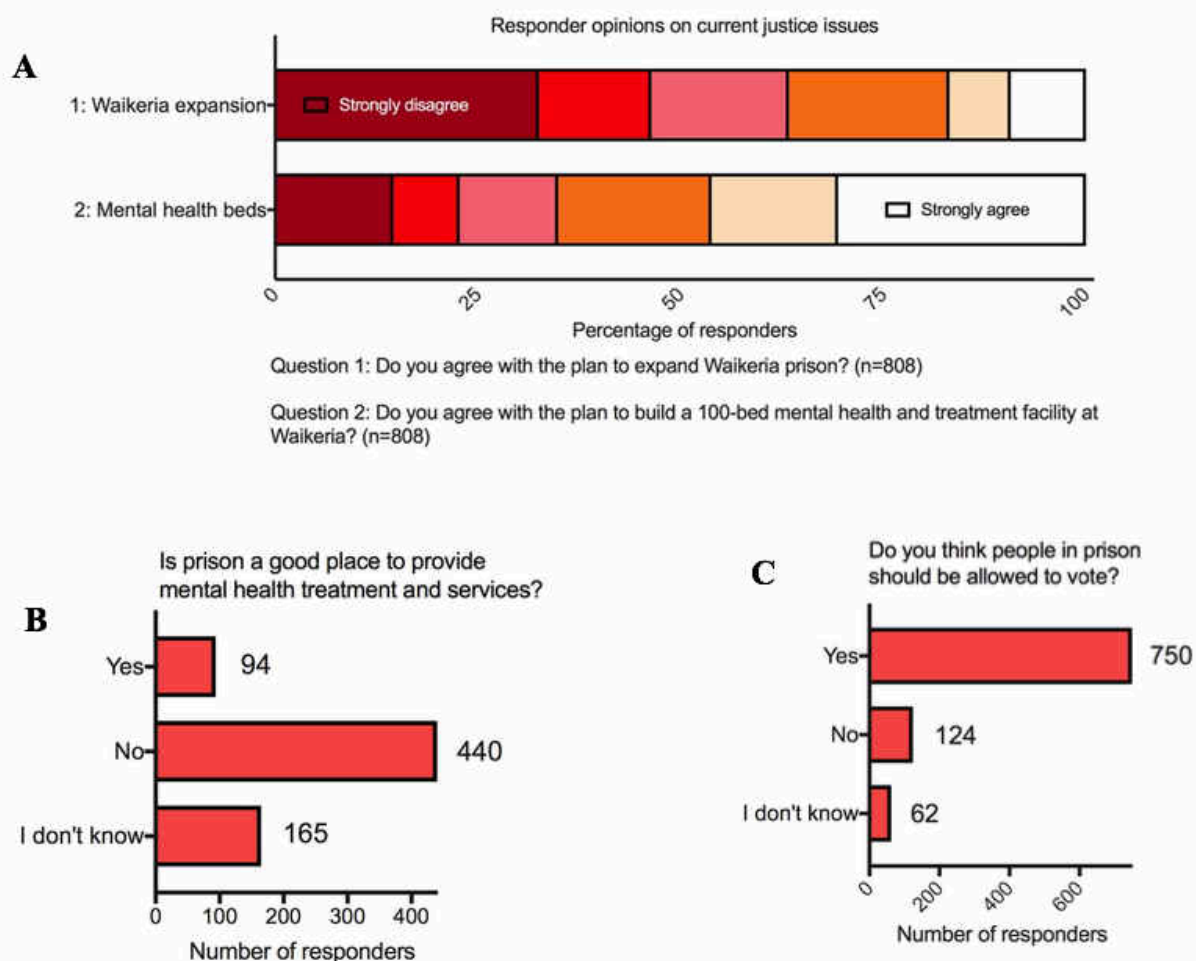 Responder opinions on current justice issues
A
1: Waikeria expansion
Strongly disagree
2: Mental health beds
Strongly agree
0 25 50 75 100
Percentage of responders
Question 1: Do you agree with the plan to expand Waikeria prison? (n=808)
Question 2: Do you agree with the plan to build a 100-bed mental health and treatment facility at
Waikeria? (n=808)
Is prison a good place to provide
mental health treatment and services?
B
Yes 94
No 440
I don't know 165
0 100 200 300 400
Number of responders
Do you think people in prison
should be allowed to vote?
C
Yes 750
No 124
I don't know 62
0 200 400 600
Number of responders